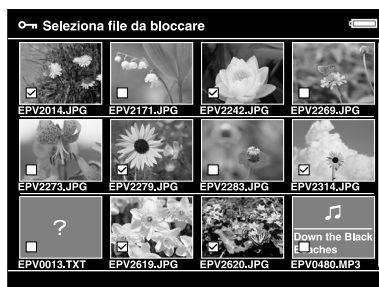 Seleziona file da bloccare
EPV2014.JPG EPV2171.JPG EPV2242.JPG EPV2269.JPG
EPV2273.JPG EPV2279.JPG EPV2283.JPG EPV2314.JPG
?
Down the Black
Beaches
EPV0013.TXT EPV2619.JPG EPV2620.JPG EPV0480.MP3